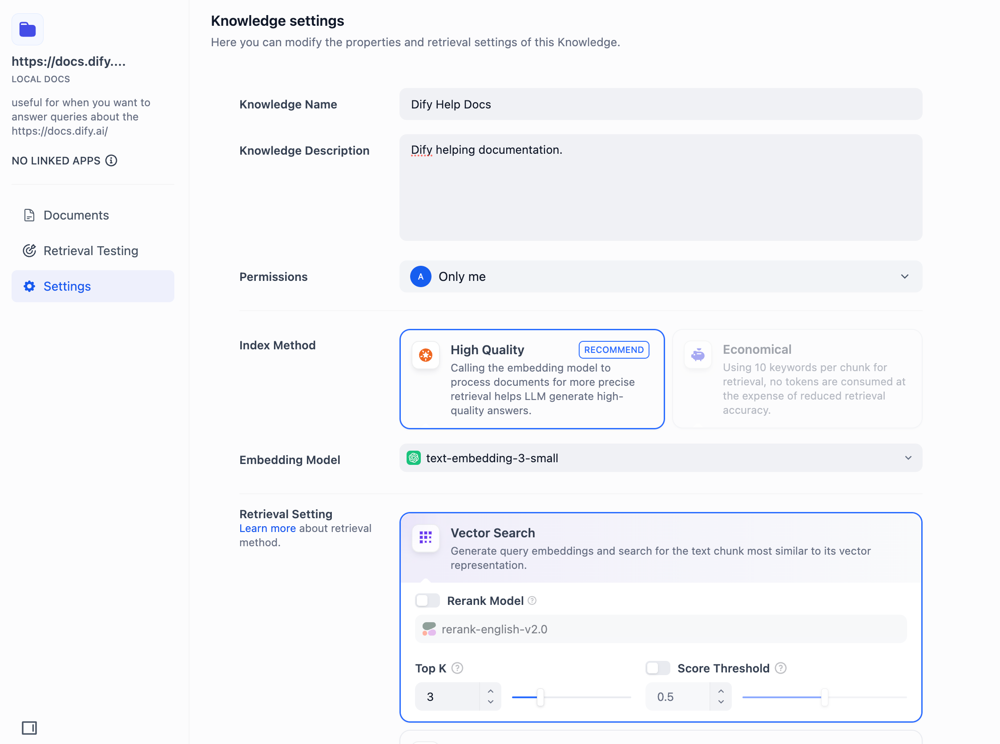 https://docs.dify....
LOCAL DOCS
useful for when you want to
answer queries about the
https://docs.dify.ai/
NO LINKED APPS
Documents
Retrieval Testing
Settings
Knowledge settings
Here you can modify the properties and retrieval settings of this Knowledge.
Knowledge Name
Dify Help Docs
Knowledge Description
Dify helping documentation.
Permissions
A
Only me
Index Method
High Quality
RECOMMEND
Calling the embedding model to
process documents for more precise
retrieval helps LLM generate high-
quality answers.
Economical
Using 10 keywords per chunk for
retrieval, no tokens are consumed at
the expense of reduced retrieval
accuracy.
Embedding Model
text-embedding-3-small
Retrieval Setting
Learn more about retrieval
method.
Vector Search
Generate query embeddings and search for the text chunk most similar to its vector
representation.
Rerank Model
rerank-english-v2.0
Top K
3
Score Threshold
0.5